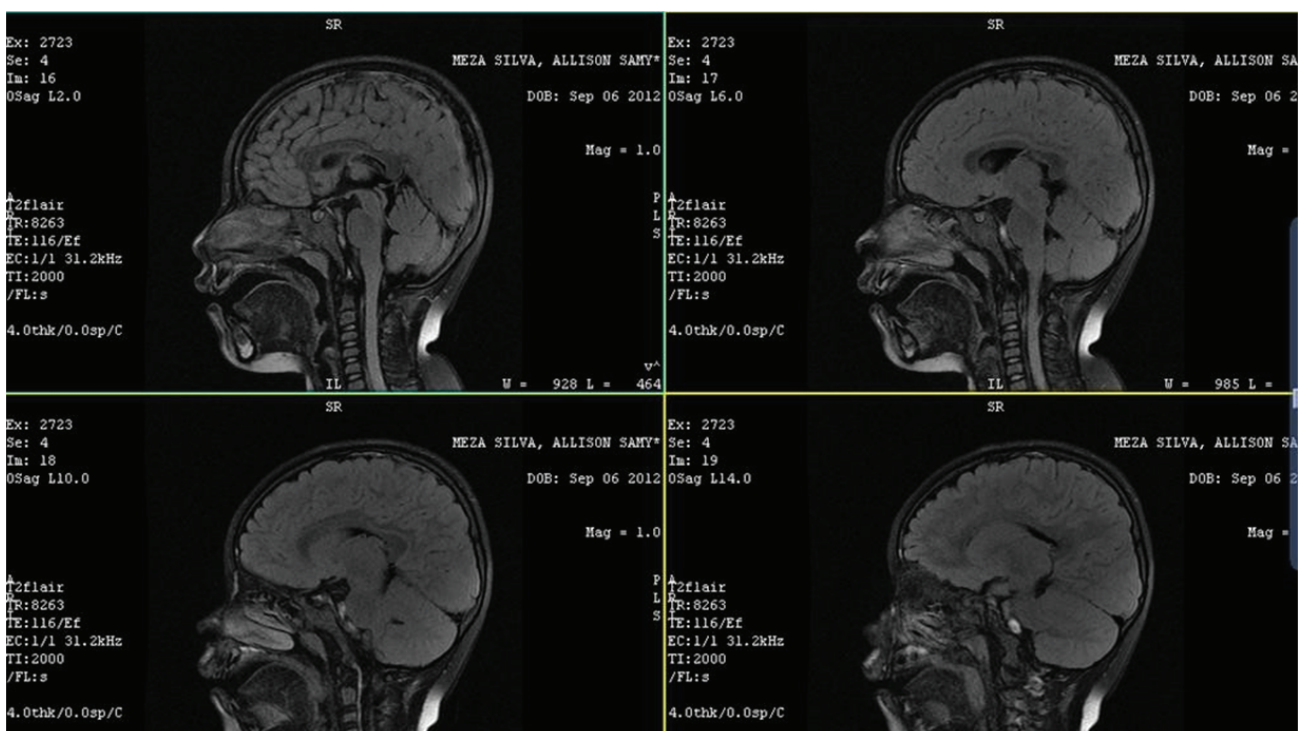 SR
Ex: 2723
Se: 4
Im: 16
OSag L2.0
MEZA SILVA, ALLISON SAMY*
DOB: Sep 06 2012
Mag = 1.0
A
R
I
T2flair
TR:8263
TE:116/Ef
EC:1/1 31.2kHz
TI:2000
/FL:s
4.0thk/0.0sp/C
P
L
S
IL
v^
W = 928 L = 464
SR
Ex: 2723
Se: 4
Im: 17
OSag L6.0
MEZA SILVA, ALLISON SA
DOB: Sep 06 2
Mag =
A
R
I
T2flair
TR:8263
TE:116/Ef
EC:1/1 31.2kHz
TI:2000
/FL:s
4.0thk/0.0sp/C
IL
W = 985 L =
SR
Ex: 2723
Se: 4
Im: 18
OSag L10.0
MEZA SILVA, ALLISON SAMY*
DOB: Sep 06 2012
Mag = 1.0
A
R
I
T2flair
TR:8263
TE:116/Ef
EC:1/1 31.2kHz
TI:2000
/FL:s
4.0thk/0.0sp/C
P
L
S
SR
Ex: 2723
Se: 4
Im: 19
OSag L14.0
MEZA SILVA, ALLISON SA
DOB: Sep 06 2
Mag =
A
R
I
T2flair
TR:8263
TE:116/Ef
EC:1/1 31.2kHz
TI:2000
/FL:s
4.0thk/0.0sp/C